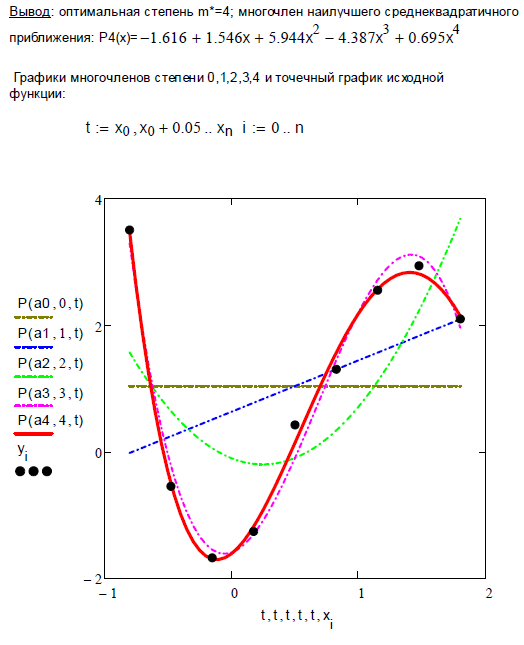 Вывод: оптимальная степень m*=4; многочлен наилучшего среднеквадратичного
приближения: P4(x)= −1.616 + 1.546x + 5.944x² − 4.387x³ + 0.695x⁴
Графики многочленов степени 0,1,2,3,4 и точечный график исходной
функции:
t := x₀ , x₀ + 0.05 .. xₙ i := 0 .. n
4
P(a0 , 0 , t)
P(a1 , 1 , t)
2
P(a2 , 2 , t)
P(a3 , 3 , t)
P(a4 , 4 , t)
yᵢ
0
−2
−1 0 1 2
t, t, t, t, t, xᵢ